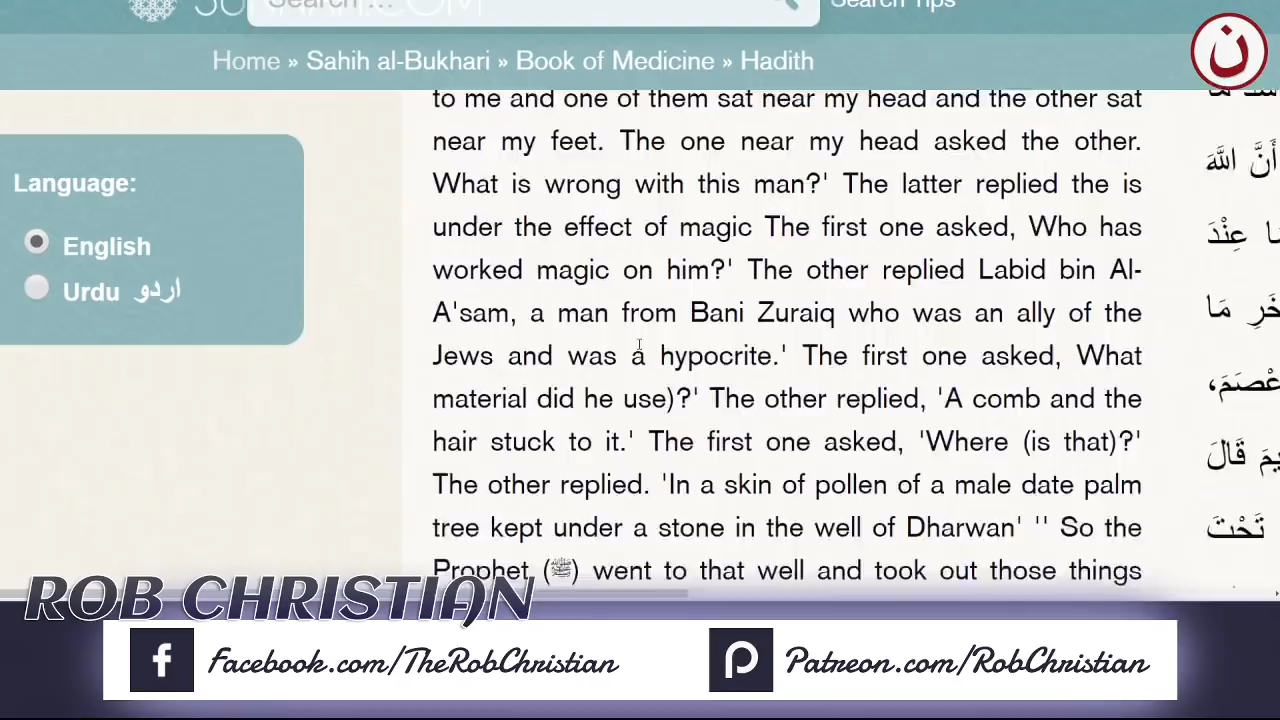 SUNNAH.COM
Search ...
Search Tips
ن
Home » Sahih al-Bukhari » Book of Medicine » Hadith
to me and one of them sat near my head and the other sat
near my feet. The one near my head asked the other.
What is wrong with this man?' The latter replied the is
under the effect of magic The first one asked, Who has
worked magic on him?' The other replied Labid bin Al-
A'sam, a man from Bani Zuraiq who was an ally of the
Jews and was a hypocrite.' The first one asked, What
material did he use)?' The other replied, 'A comb and the
hair stuck to it.' The first one asked, 'Where (is that)?'
The other replied. 'In a skin of pollen of a male date palm
tree kept under a stone in the well of Dharwan' '' So the
Prophet (ﷺ) went to that well and took out those things
Language:
English
Urdu اردو
أَنَّ اللَّهَ
عِنْدَ
خَرِ مَا
عْصَمَ،
قَالَ
تَحْتَ
ROB CHRISTIAN
Facebook.com/TheRobChristian
Patreon.com/RobChristian